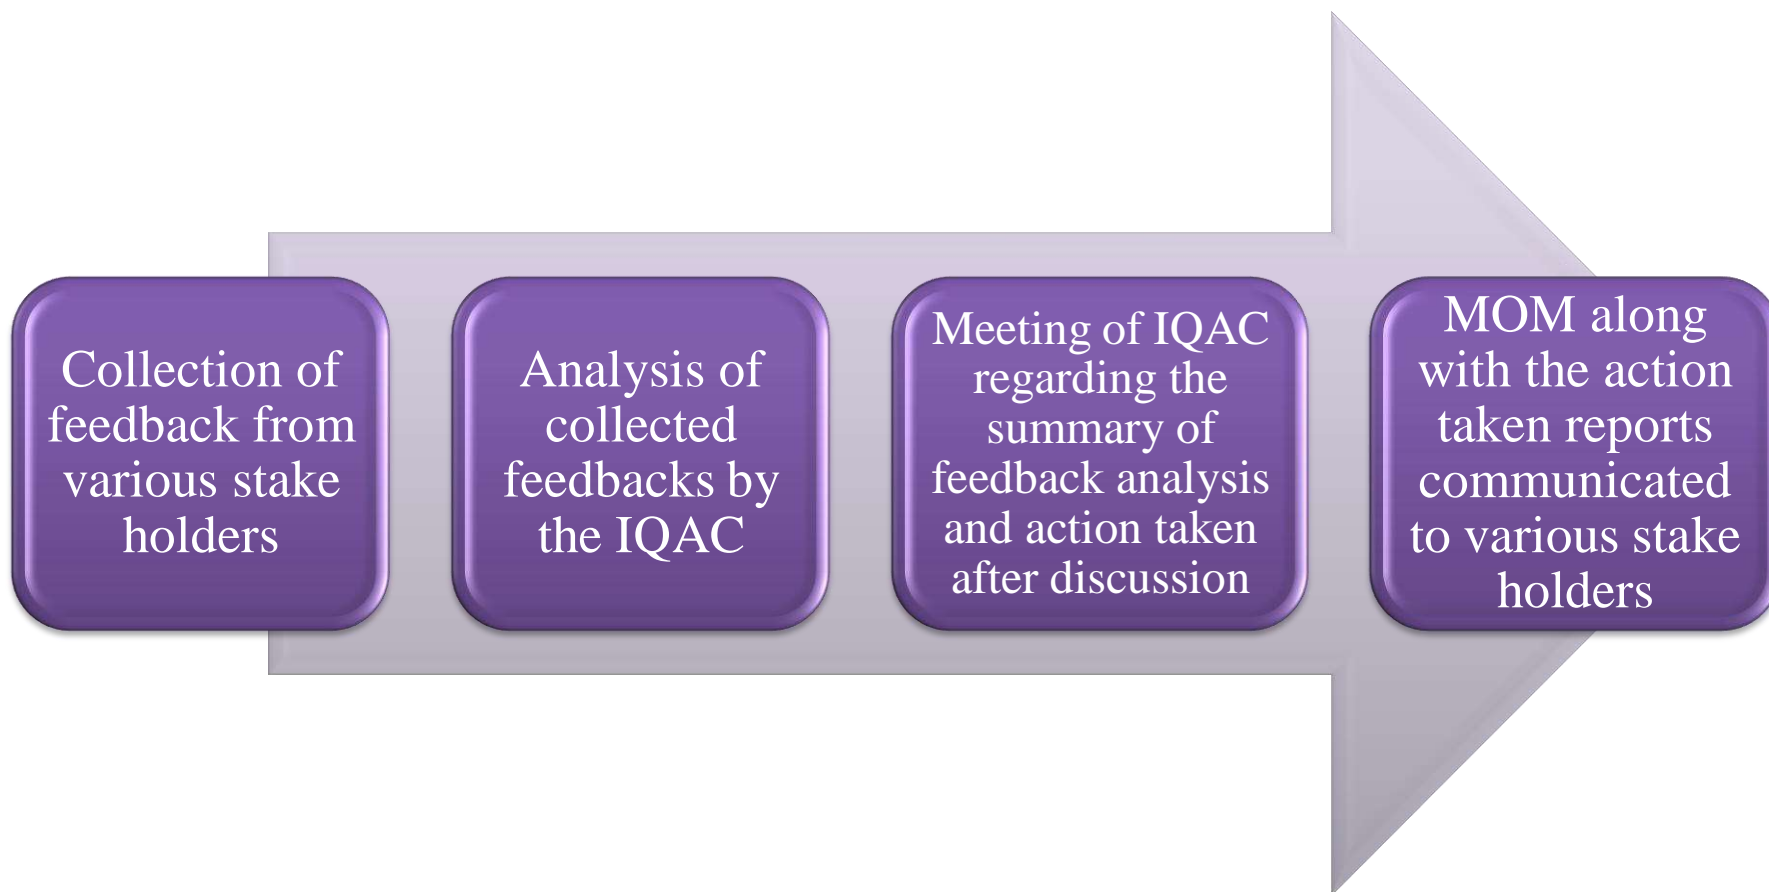 Collection of
feedback from
various stake
holders
Analysis of
collected
feedbacks by
the IQAC
Meeting of IQAC
regarding the
summary of
feedback analysis
and action taken
after discussion
MOM along
with the action
taken reports
communicated
to various stake
holders